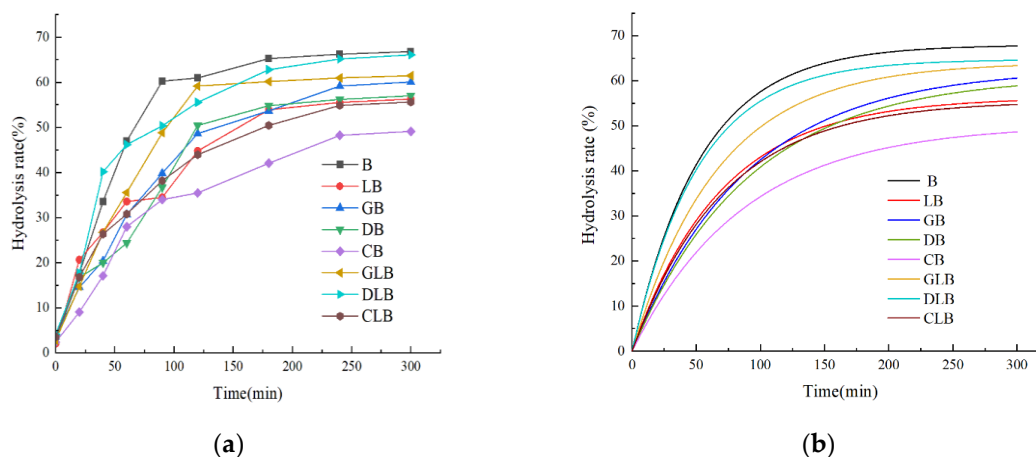 70
60
50
40
30
20
10
0
Hydrolysis rate(%)
B
LB
GB
DB
CB
GLB
DLB
CLB
0 50 100 150 200 250 300
Time(min)
(a)
70
60
50
40
30
20
10
0
Hydrolysis rate (%)
B
LB
GB
DB
CB
GLB
DLB
CLB
0 50 100 150 200 250 300
Time(min)
(b)